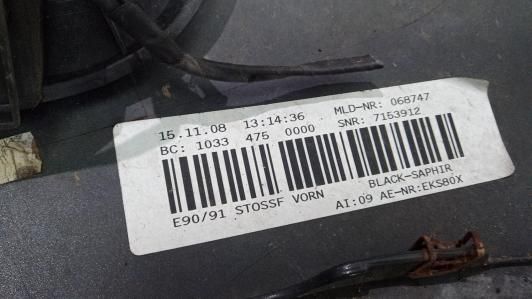 15.11.08 13:14:36 MLD-NR: 068747
BC: 1033 475 0000 SNR: 7153912
E90/91 STOSSF VORN BLACK-SAPHIR
AI:09 AE-NR:EKS80X